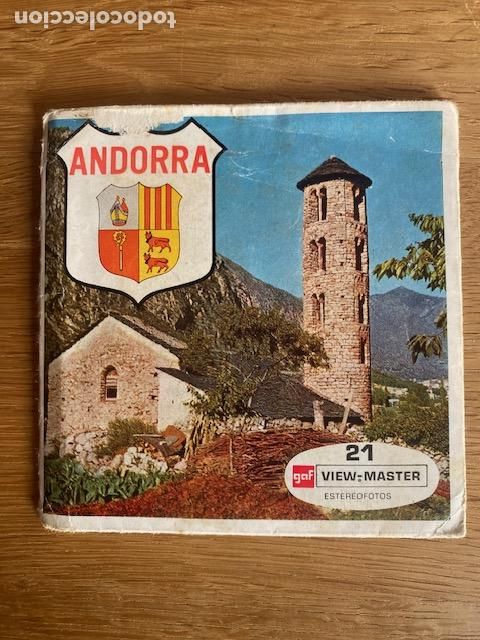 todocoleccion
ANDORRA
21
gaf VIEW-MASTER
ESTEREOFOTOS